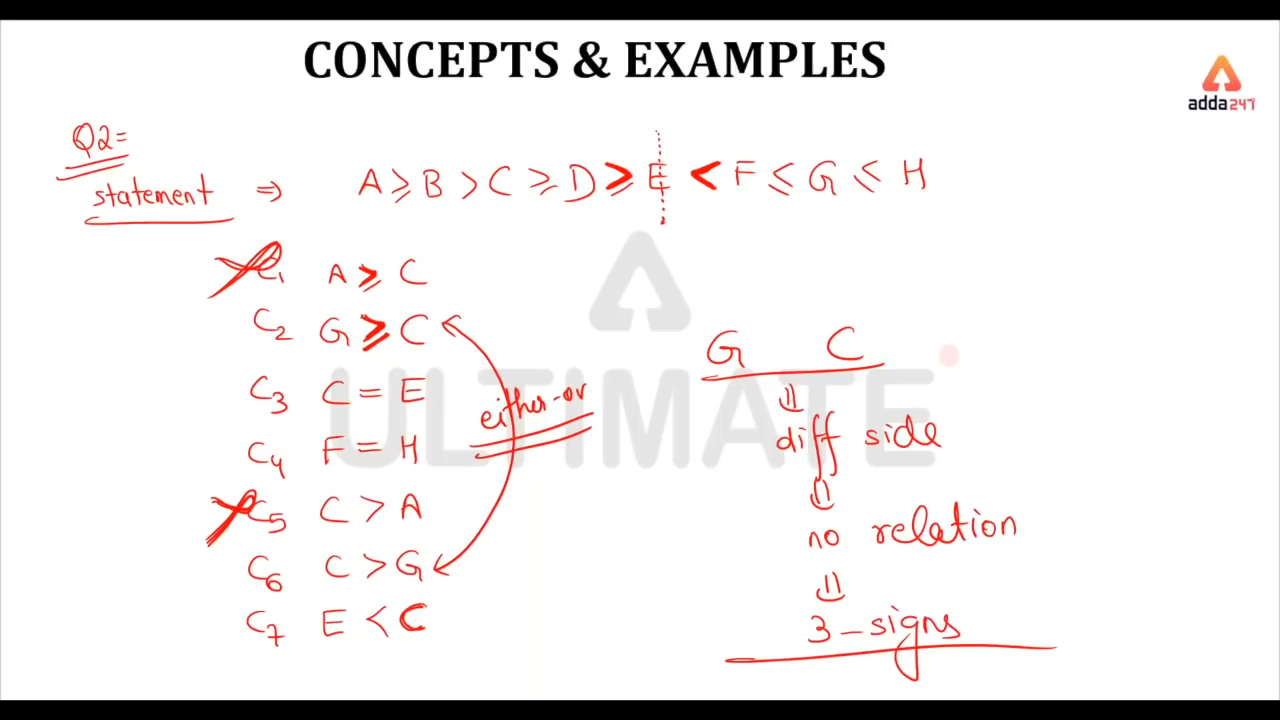 CONCEPTS & EXAMPLES
adda247
Q2=
statement ⇒ A ≥ B > C ≥ D ≥ E < F ≤ G ≤ H
C1 A ≥ C
C2 G ≥ C
C3 C = E
C4 F = H
C5 C > A
C6 C > G
C7 E < C
either-or
G C
⇓
diff side
⇓
no relation
⇓
3-signs
ULTIMATE